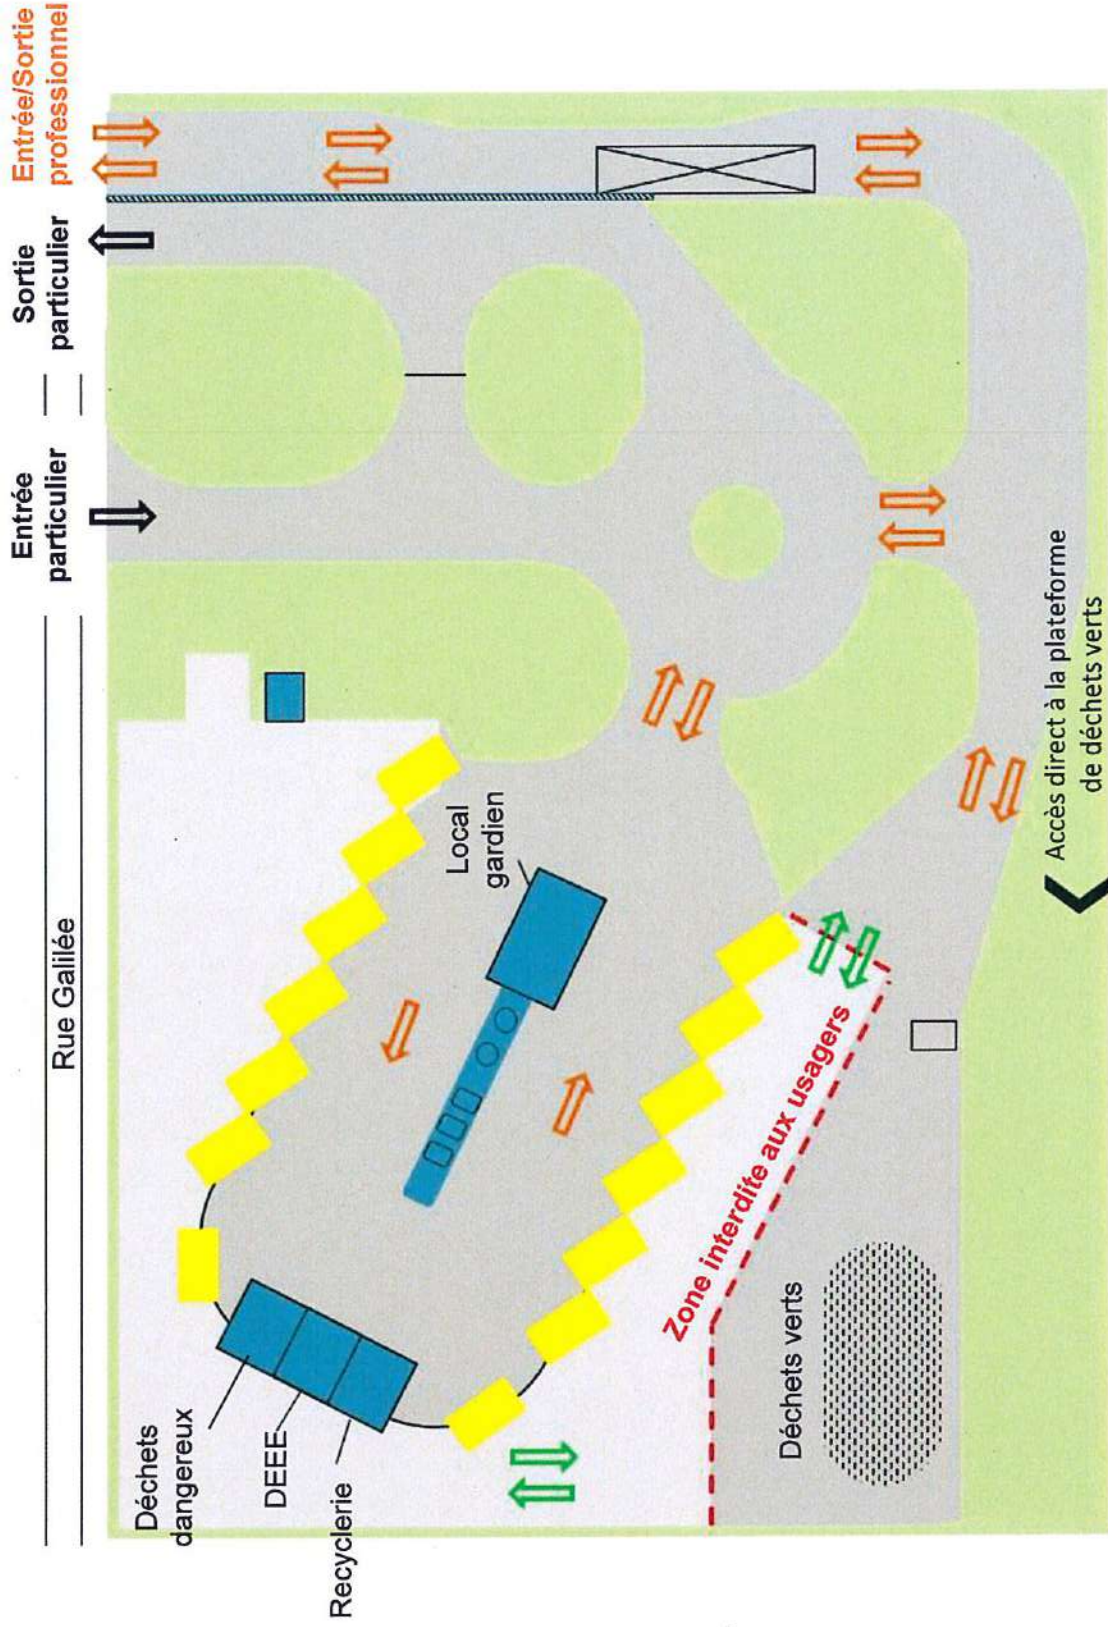 Rue Galilée
Entrée
particulier
Sortie
particulier
Entrée/Sortie
professionnel
Déchets
dangereux
DEEE
Recyclerie
Local
gardien
Zone interdite aux usagers
Déchets verts
Accès direct à la plateforme
de déchets verts